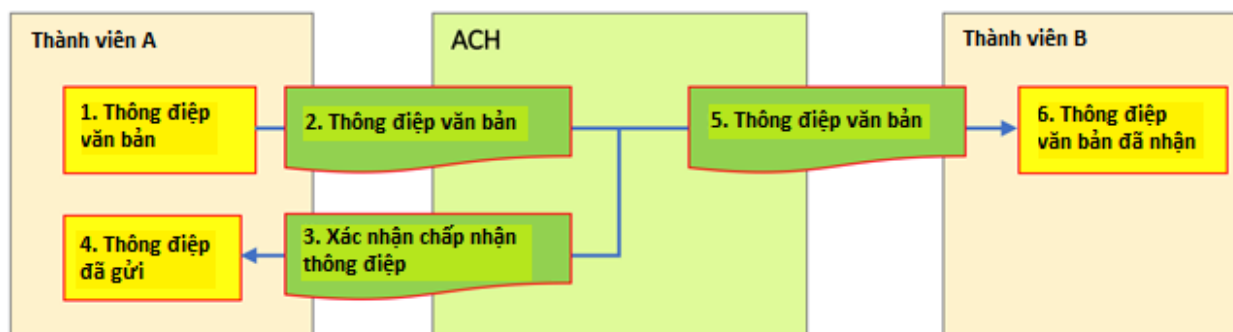 Thành viên A
ACH
Thành viên B
1. Thông điệp
văn bản
2. Thông điệp văn bản
5. Thông điệp văn bản
6. Thông điệp
văn bản đã nhận
4. Thông điệp
đã gửi
3. Xác nhận chấp nhận
thông điệp